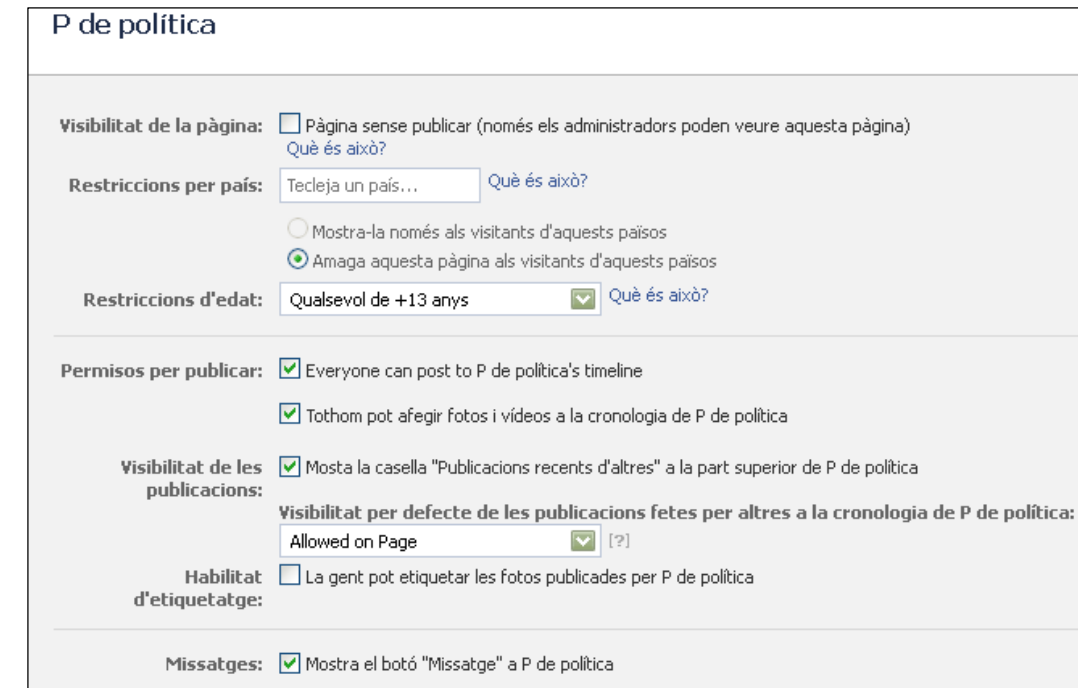 P de política
Visibilitat de la pàgina: Pàgina sense publicar (només els administradors poden veure aquesta pàgina)
Què és això?
Restriccions per país: Tecleja un país... Què és això?
Mostra-la només als visitants d'aquests països
Amaga aquesta pàgina als visitants d'aquests països
Restriccions d'edat: Qualsevol de +13 anys Què és això?
Permisos per publicar: Everyone can post to P de política's timeline
Tothom pot afegir fotos i vídeos a la cronologia de P de política
Visibilitat de les publicacions: Mosta la casella "Publicacions recents d'altres" a la part superior de P de política
Visibilitat per defecte de les publicacions fetes per altres a la cronologia de P de política:
Allowed on Page [?]
Habilitat d'etiquetatge: La gent pot etiquetar les fotos publicades per P de política
Missatges: Mostra el botó "Missatge" a P de política